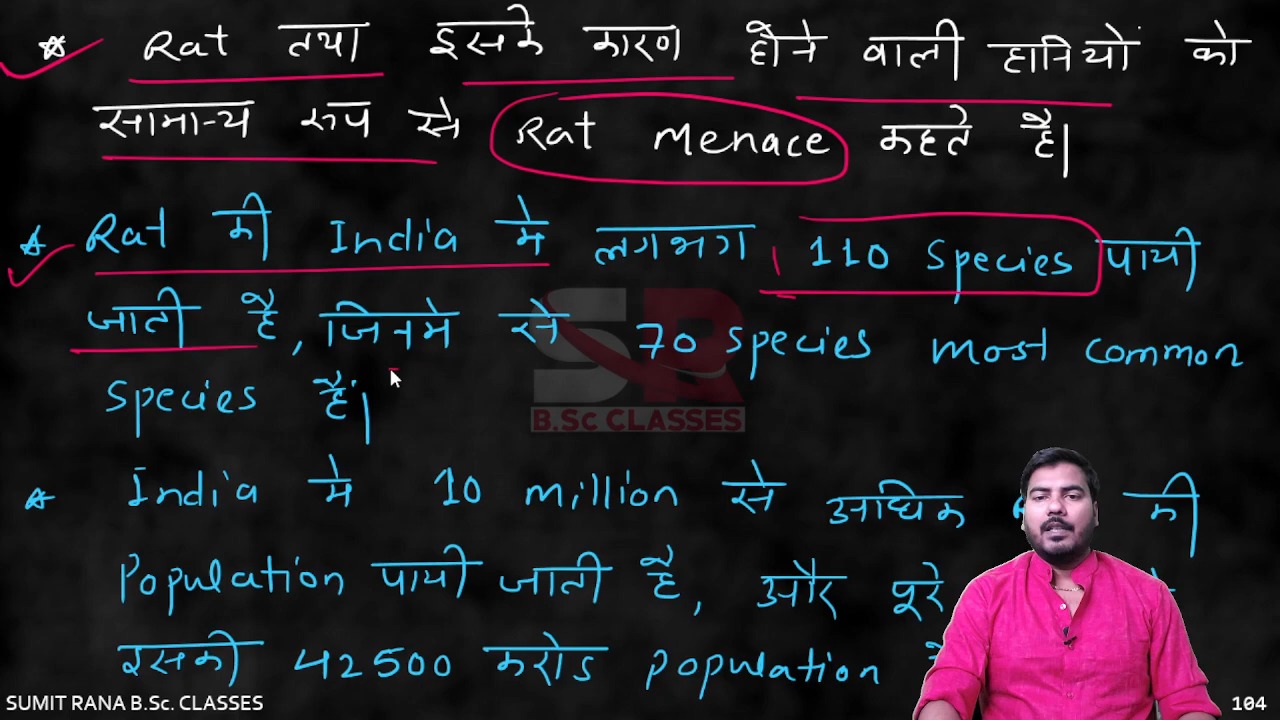 Rat तथा इसके कारण होने वाली हानियों को
सामान्य रुप से Rat Menace कहते है।
Rat की India मे लगभग 110 Species पायी
जाती है, जिनमे से 70 species most common
Species हैं।
India मे 10 million से अधिक की
Population पायी जाती है, और पूरे
इसकी 42500 करोड population
SR
B.Sc CLASSES
SUMIT RANA B.Sc. CLASSES
104